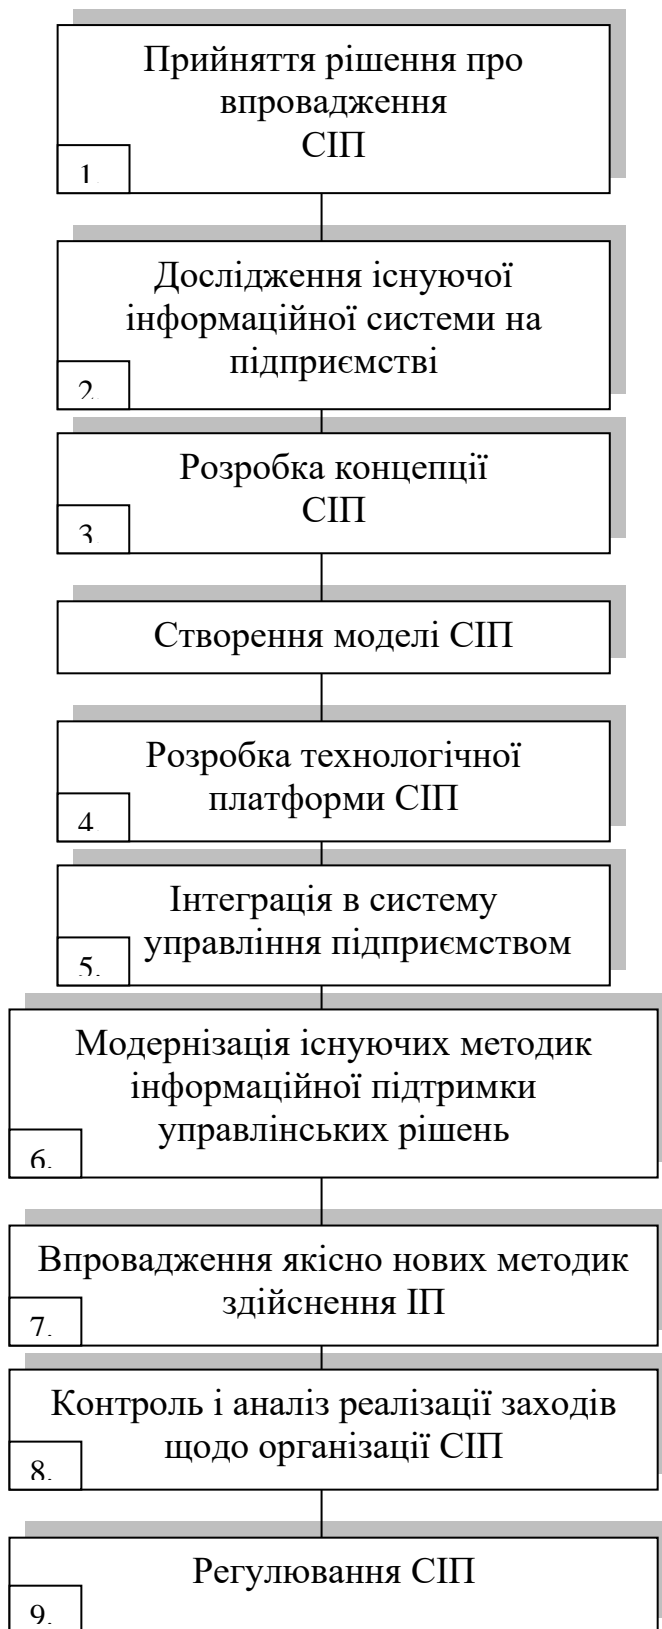 Прийняття рішення про
впровадження
СІП
1.
Дослідження існуючої
інформаційної системи на
підприємстві
2.
Розробка концепції
СІП
3.
Створення моделі СІП
Розробка технологічної
платформи СІП
4.
Інтеграція в систему
управління підприємством
5.
Модернізація існуючих методик
інформаційної підтримки
управлінських рішень
6.
Впровадження якісно нових методик
здійснення ІП
7.
Контроль і аналіз реалізації заходів
щодо організації СІП
8.
Регулювання СІП
9.